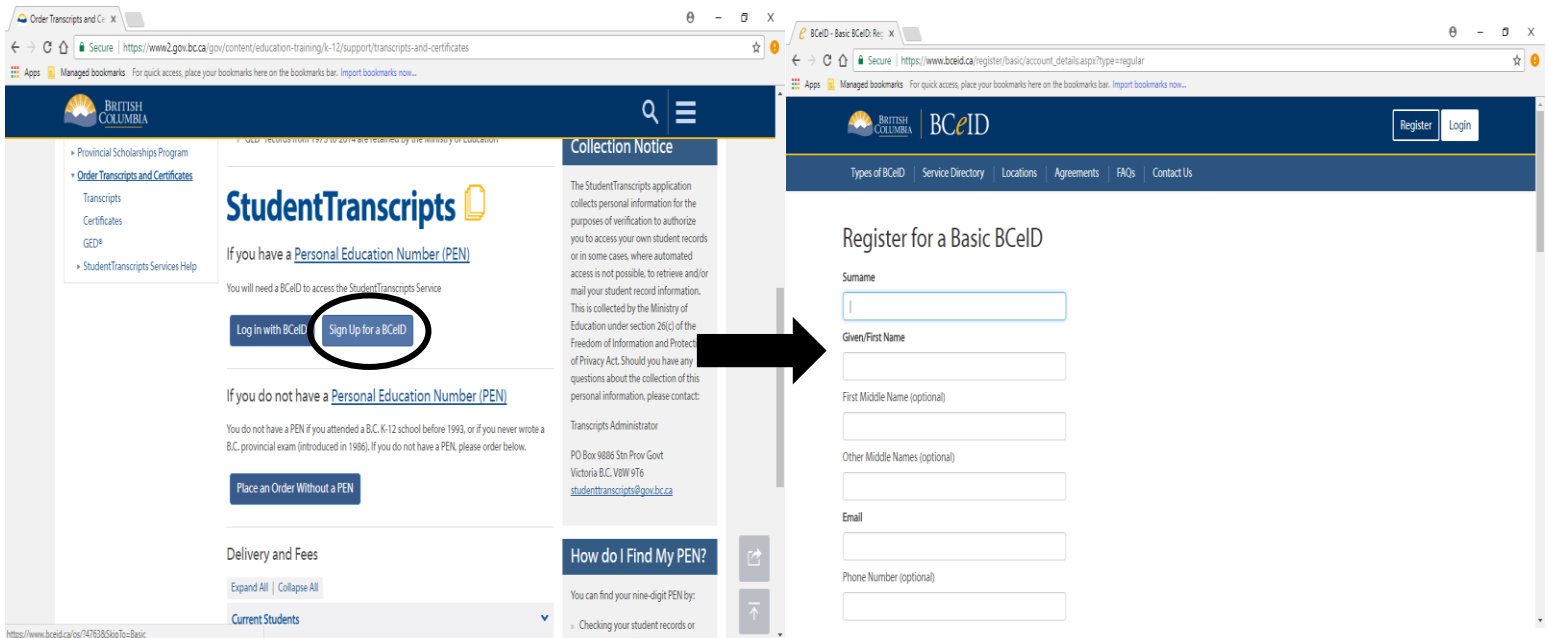 Order Transcripts and Ce
Secure | https://www2.gov.bc.ca/gov/content/education-training/k-12/support/transcripts-and-certificates
Apps Managed bookmarks For quick access, place your bookmarks here on the bookmarks bar. Import bookmarks now...
BRITISH
COLUMBIA
Provincial Scholarships Program
Order Transcripts and Certificates
Transcripts
Certificates
GED®
StudentTranscripts Services Help
GED® records from 1973 to 2014 are retained by the Ministry of Education
StudentTranscripts
If you have a Personal Education Number (PEN)
You will need a BCeID to access the StudentTranscripts Service
Log in with BCeID
Sign Up for a BCeID
If you do not have a Personal Education Number (PEN)
You do not have a PEN if you attended a B.C. K-12 school before 1993, or if you never wrote a
B.C. provincial exam (introduced in 1986). If you do not have a PEN, please order below.
Place an Order Without a PEN
Delivery and Fees
Expand All | Collapse All
Current Students
Collection Notice
The StudentTranscripts application
collects personal information for the
purposes of verification to authorize
you to access your own student records
or in some cases, where automated
access is not possible, to retrieve and/or
mail your student record information.
This is collected by the Ministry of
Education under section 26(c) of the
Freedom of Information and Protecti
of Privacy Act. Should you have any
questions about the collection of this
personal information, please contact:
Transcripts Administrator
PO Box 9886 Stn Prov Govt
Victoria B.C. V8W 9T6
studenttranscripts@gov.bc.ca
How do I Find My PEN?
You can find your nine-digit PEN by:
Checking your student records or
https://www.bceid.ca/os/?4763&SkipTo=Basic
BCeID - Basic BCeID: Reg
Secure | https://www.bceid.ca/register/basic/account_details.aspx?type=regular
Apps Managed bookmarks For quick access, place your bookmarks here on the bookmarks bar. Import bookmarks now...
BRITISH
COLUMBIA
BCeID
Register
Login
Types of BCeID
Service Directory
Locations
Agreements
FAQs
Contact Us
Register for a Basic BCeID
Surname
Given/First Name
First Middle Name (optional)
Other Middle Names (optional)
Email
Phone Number (optional)